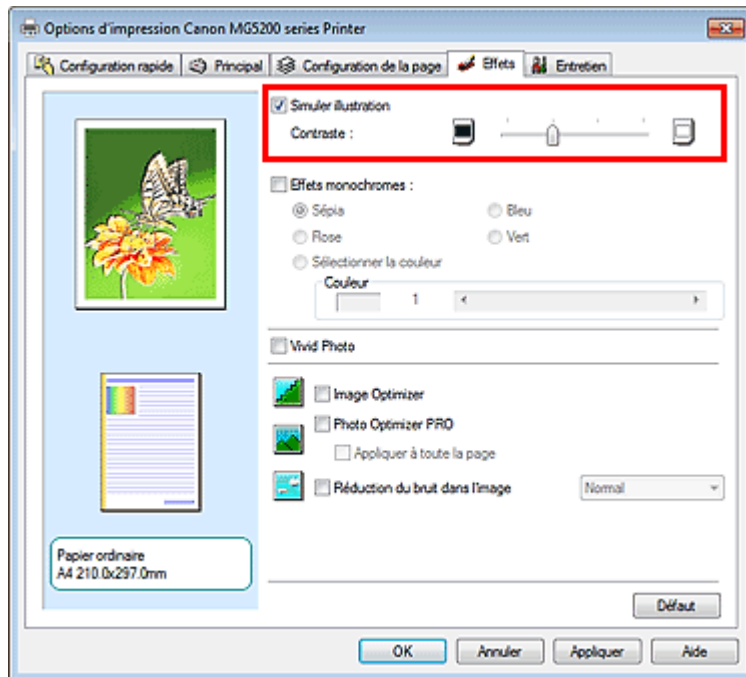 Options d'impression Canon MG5200 series Printer
Configuration rapide Principal Configuration de la page Effets Entretien
Simuler illustration
Contraste :
Effets monochromes :
Sépia Bleu
Rose Vert
Sélectionner la couleur
Couleur
1
Vivid Photo
Image Optimizer
Photo Optimizer PRO
Appliquer à toute la page
Réduction du bruit dans l'image Normal
Papier ordinaire
A4 210.0x297.0mm
Défaut
OK Annuler Appliquer Aide